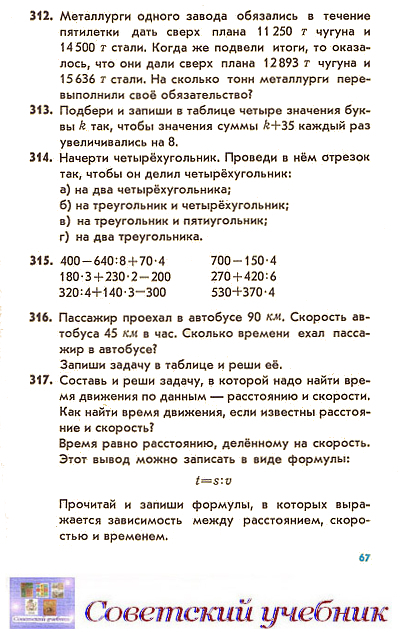 312. Металлурги одного завода обязались в течение
пятилетки дать сверх плана 11 250 т чугуна и
14 500 т стали. Когда же подвели итоги, то оказа-
лось, что они дали сверх плана 12 893 т чугуна и
15 636 т стали. На сколько тонн металлурги пере-
выполнили своё обязательство?
313. Подбери и запиши в таблице четыре значения бук-
вы k так, чтобы значения суммы k+35 каждый раз
увеличивались на 8.
314. Начерти четырёхугольник. Проведи в нём отрезок
так, чтобы он делил четырёхугольник:
а) на два четырёхугольника;
б) на треугольник и четырёхугольник;
в) на треугольник и пятиугольник;
г) на два треугольника.
315. 400—640:8+70·4 700—150·4
180·3+230·2—200 270+420:6
320:4+140·3—300 530+370·4
316. Пассажир проехал в автобусе 90 км. Скорость ав-
тобуса 45 км в час. Сколько времени ехал пасса-
жир в автобусе?
Запиши задачу в таблице и реши её.
317. Составь и реши задачу, в которой надо найти вре-
мя движения по данным — расстоянию и скорости.
Как найти время движения, если известны расстоя-
ние и скорость?
Время равно расстоянию, делённому на скорость.
Этот вывод можно записать в виде формулы:
t=s:v
Прочитай и запиши формулы, в которых выра-
жается зависимость между расстоянием, скоро-
стью и временем.
67
Советский учебник
Советский учебник